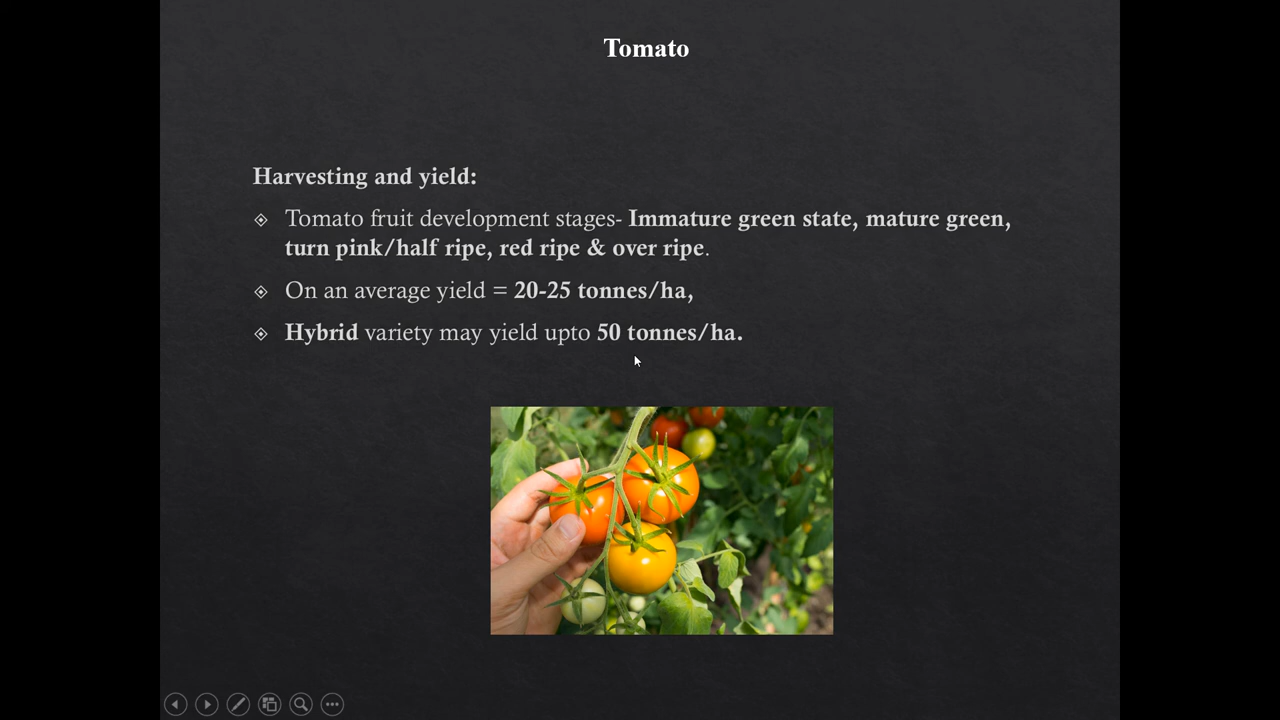 Tomato
Harvesting and yield:
Tomato fruit development stages- Immature green state, mature green,
turn pink/half ripe, red ripe & over ripe.
On an average yield = 20-25 tonnes/ha,
Hybrid variety may yield upto 50 tonnes/ha.